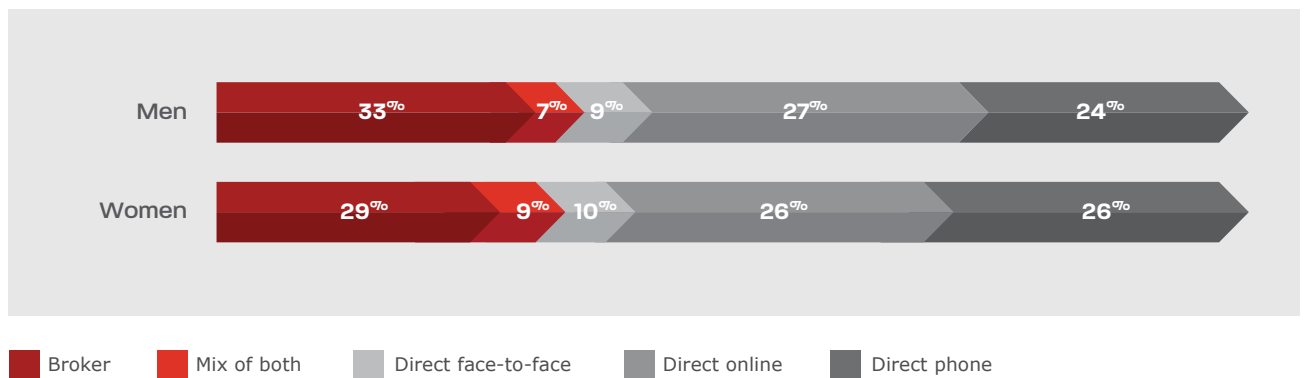 Men 33% 7% 9% 27% 24%
Women 29% 9% 10% 26% 26%
Broker Mix of both Direct face-to-face Direct online Direct phone